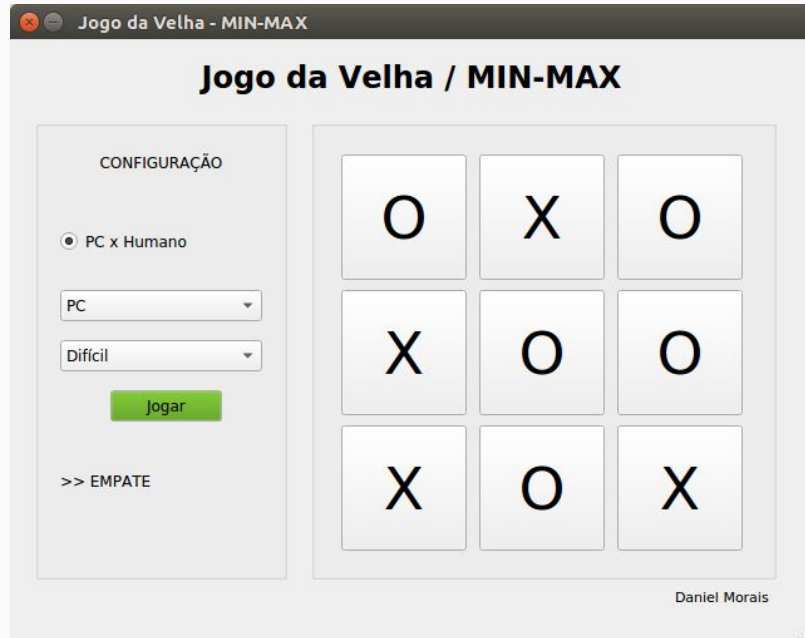 Jogo da Velha - MIN-MAX
Jogo da Velha / MIN-MAX
CONFIGURAÇÃO
PC x Humano
PC
Difícil
Jogar
>> EMPATE
O X O
X O O
X O X
Daniel Morais